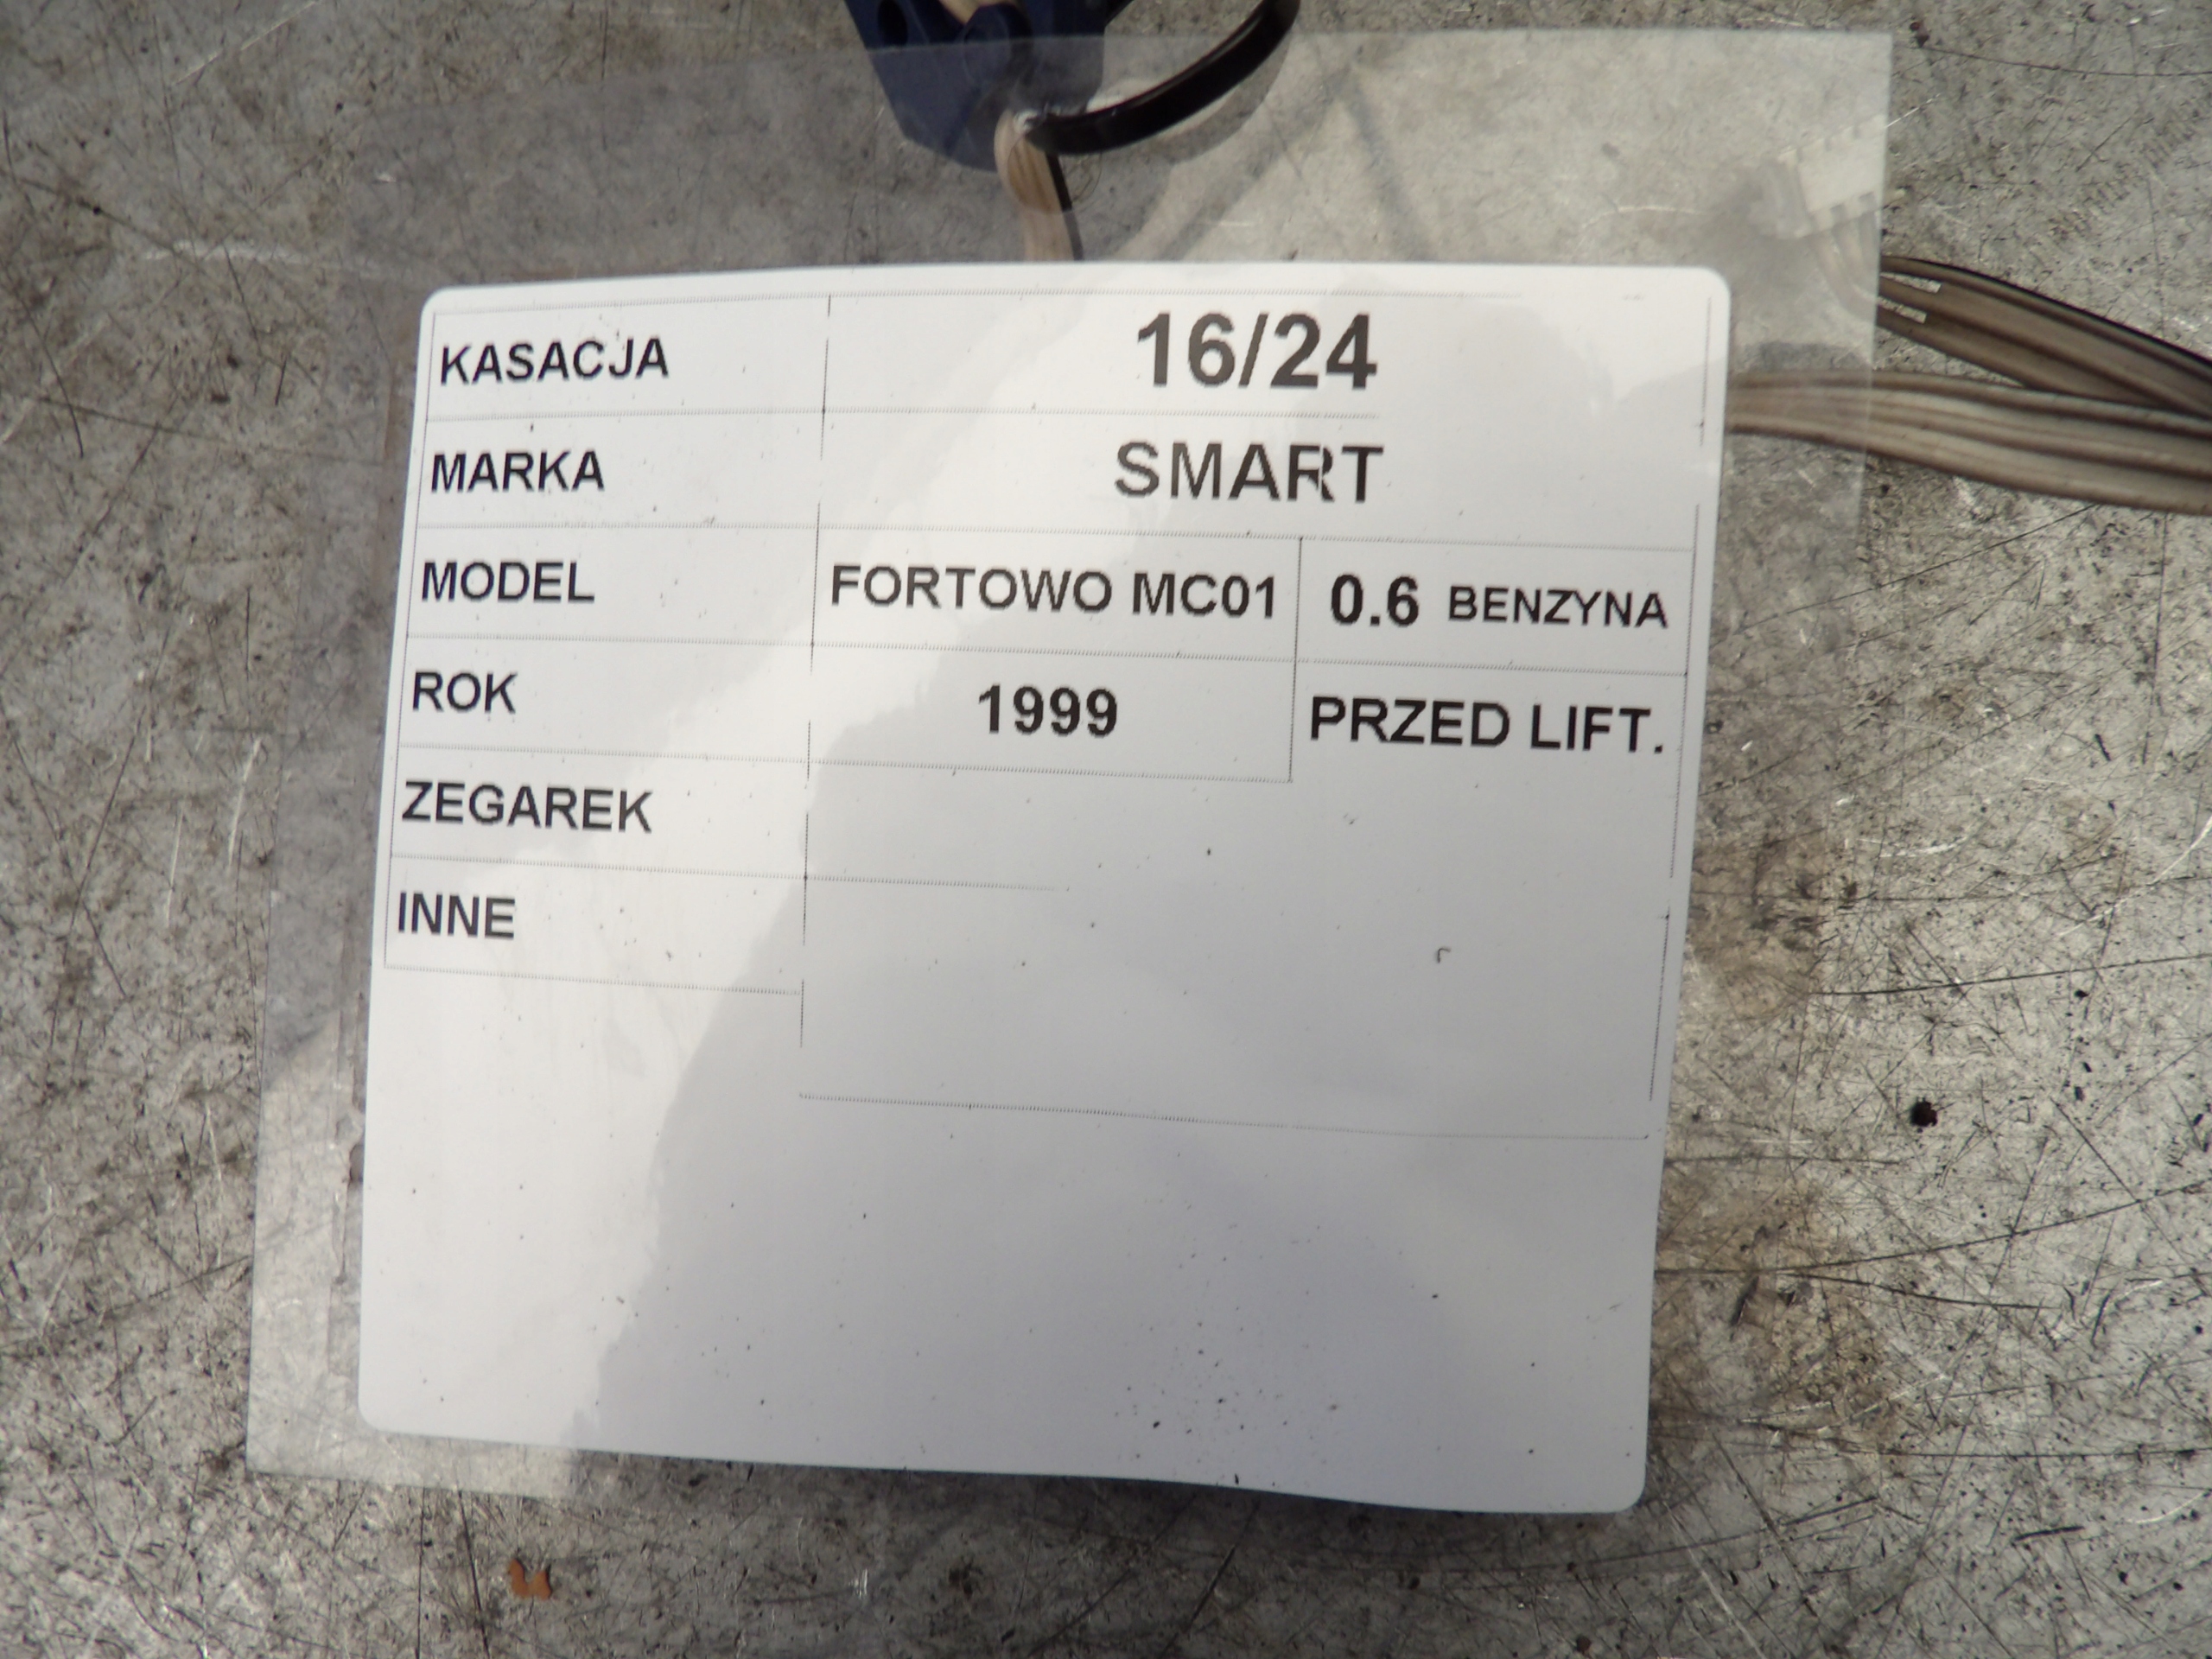 KASACJA 16/24
MARKA SMART
MODEL FORTOWO MC01 0.6 BENZYNA
ROK 1999 PRZED LIFT.
ZEGAREK
INNE